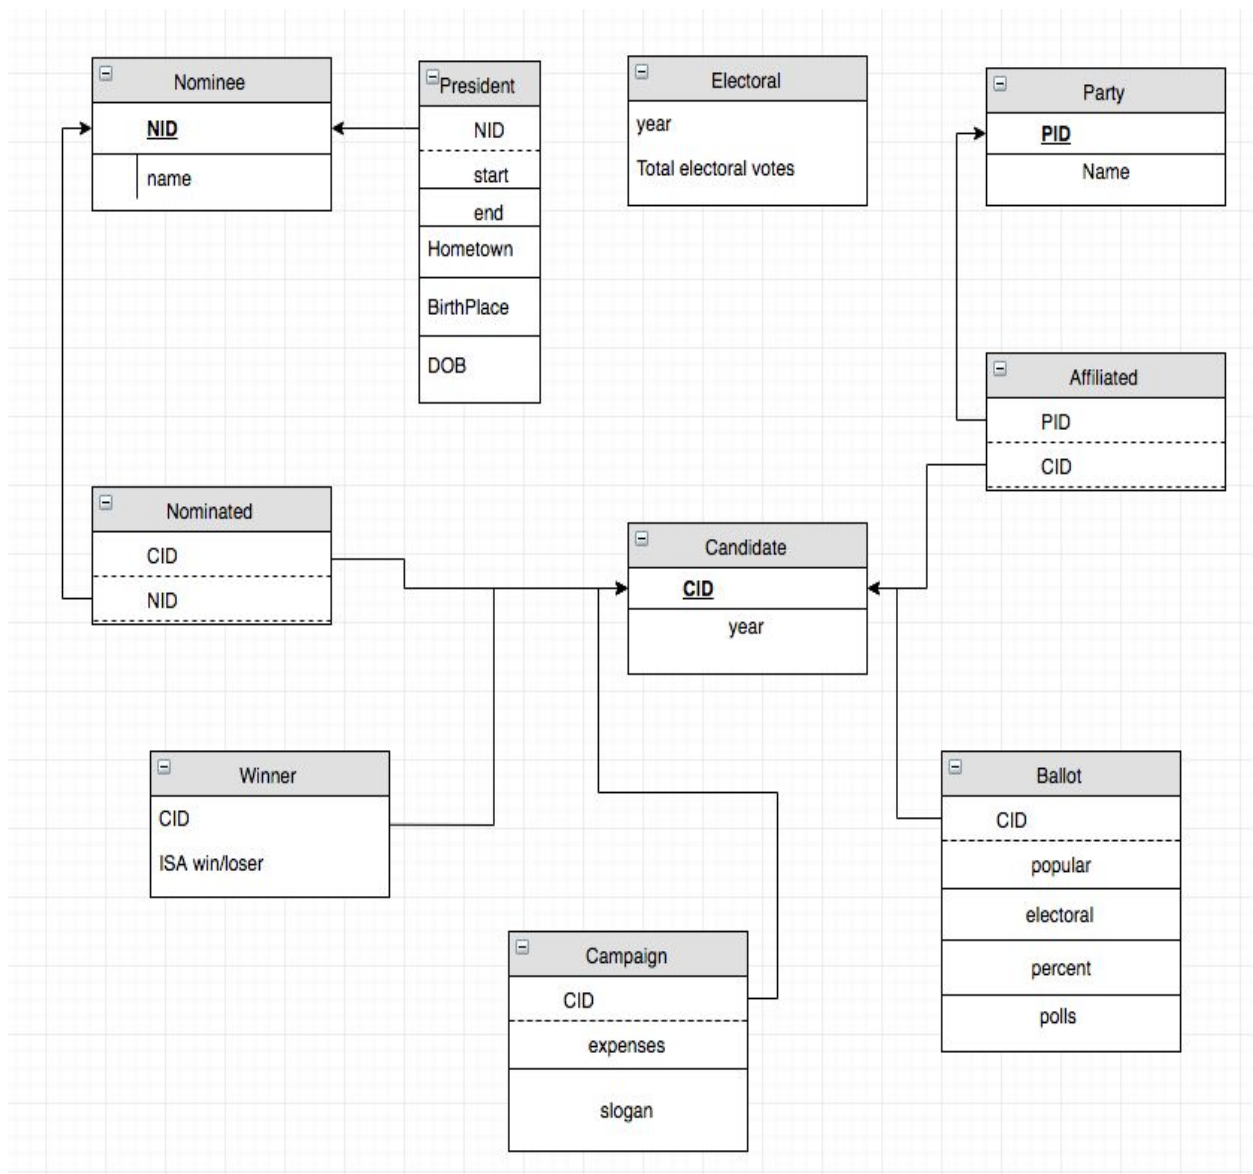 Nominee
NID
name
President
NID
start
end
Hometown
BirthPlace
DOB
Electoral
year
Total electoral votes
Party
PID
Name
Affiliated
PID
CID
Nominated
CID
NID
Candidate
CID
year
Winner
CID
ISA win/loser
Campaign
CID
expenses
slogan
Ballot
CID
popular
electoral
percent
polls